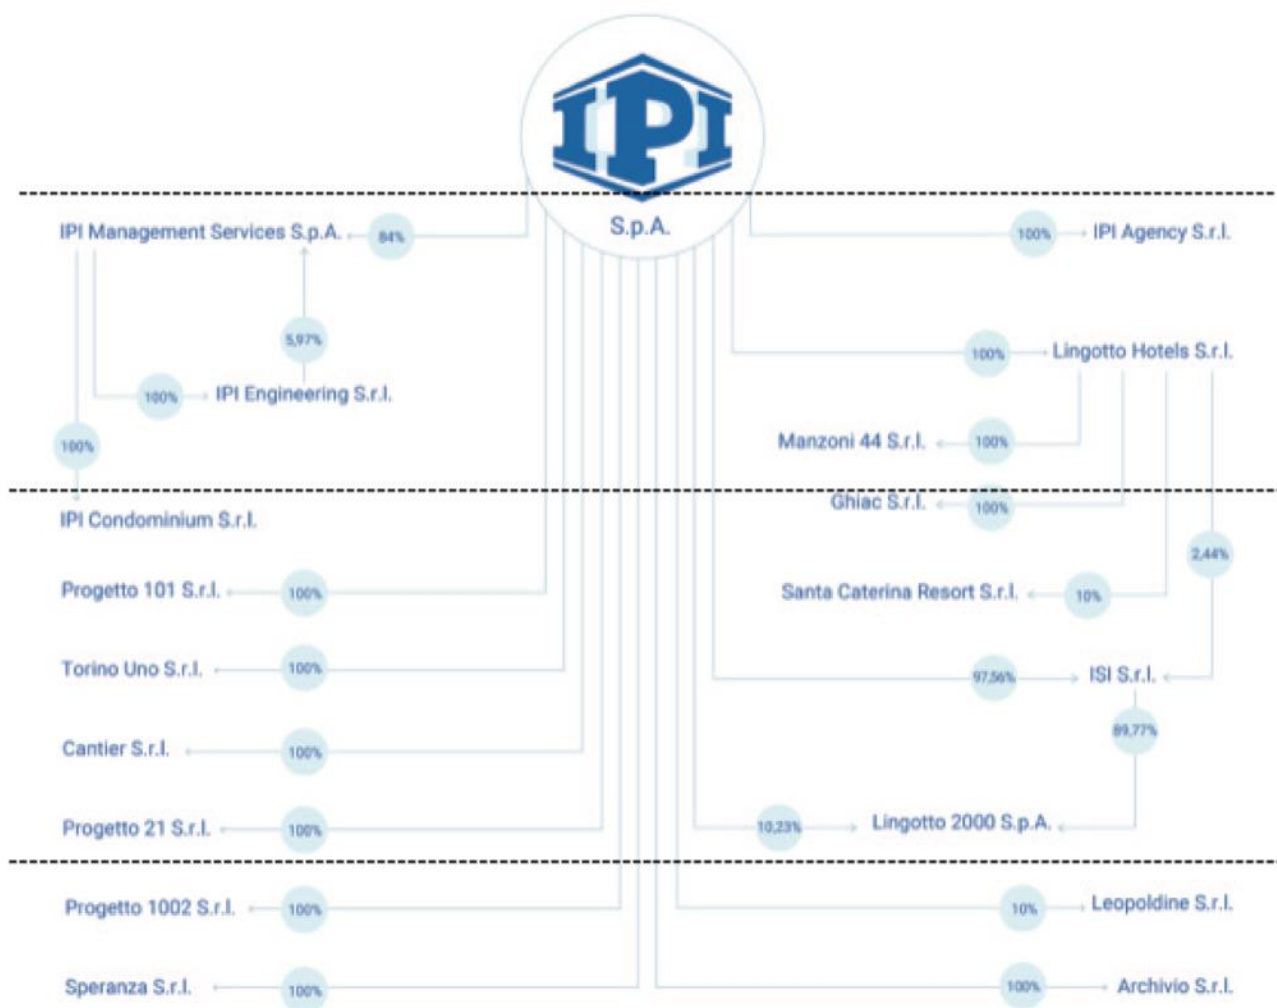 IPI
S.p.A.
IPI Management Services S.p.A. 84%
100% IPI Agency S.r.l.
5,97%
100% Lingotto Hotels S.r.l.
100% IPI Engineering S.r.l.
100%
Manzoni 44 S.r.l. 100%
Ghiac S.r.l. 100%
IPI Condominium S.r.l.
2,44%
Progetto 101 S.r.l. 100%
Santa Caterina Resort S.r.l. 10%
Torino Uno S.r.l. 100%
97,56% ISI S.r.l.
89,77%
Cantier S.r.l. 100%
Progetto 21 S.r.l. 100%
10,23% Lingotto 2000 S.p.A.
Progetto 1002 S.r.l. 100%
10% Leopoldine S.r.l.
Speranza S.r.l. 100%
100% Archivio S.r.l.